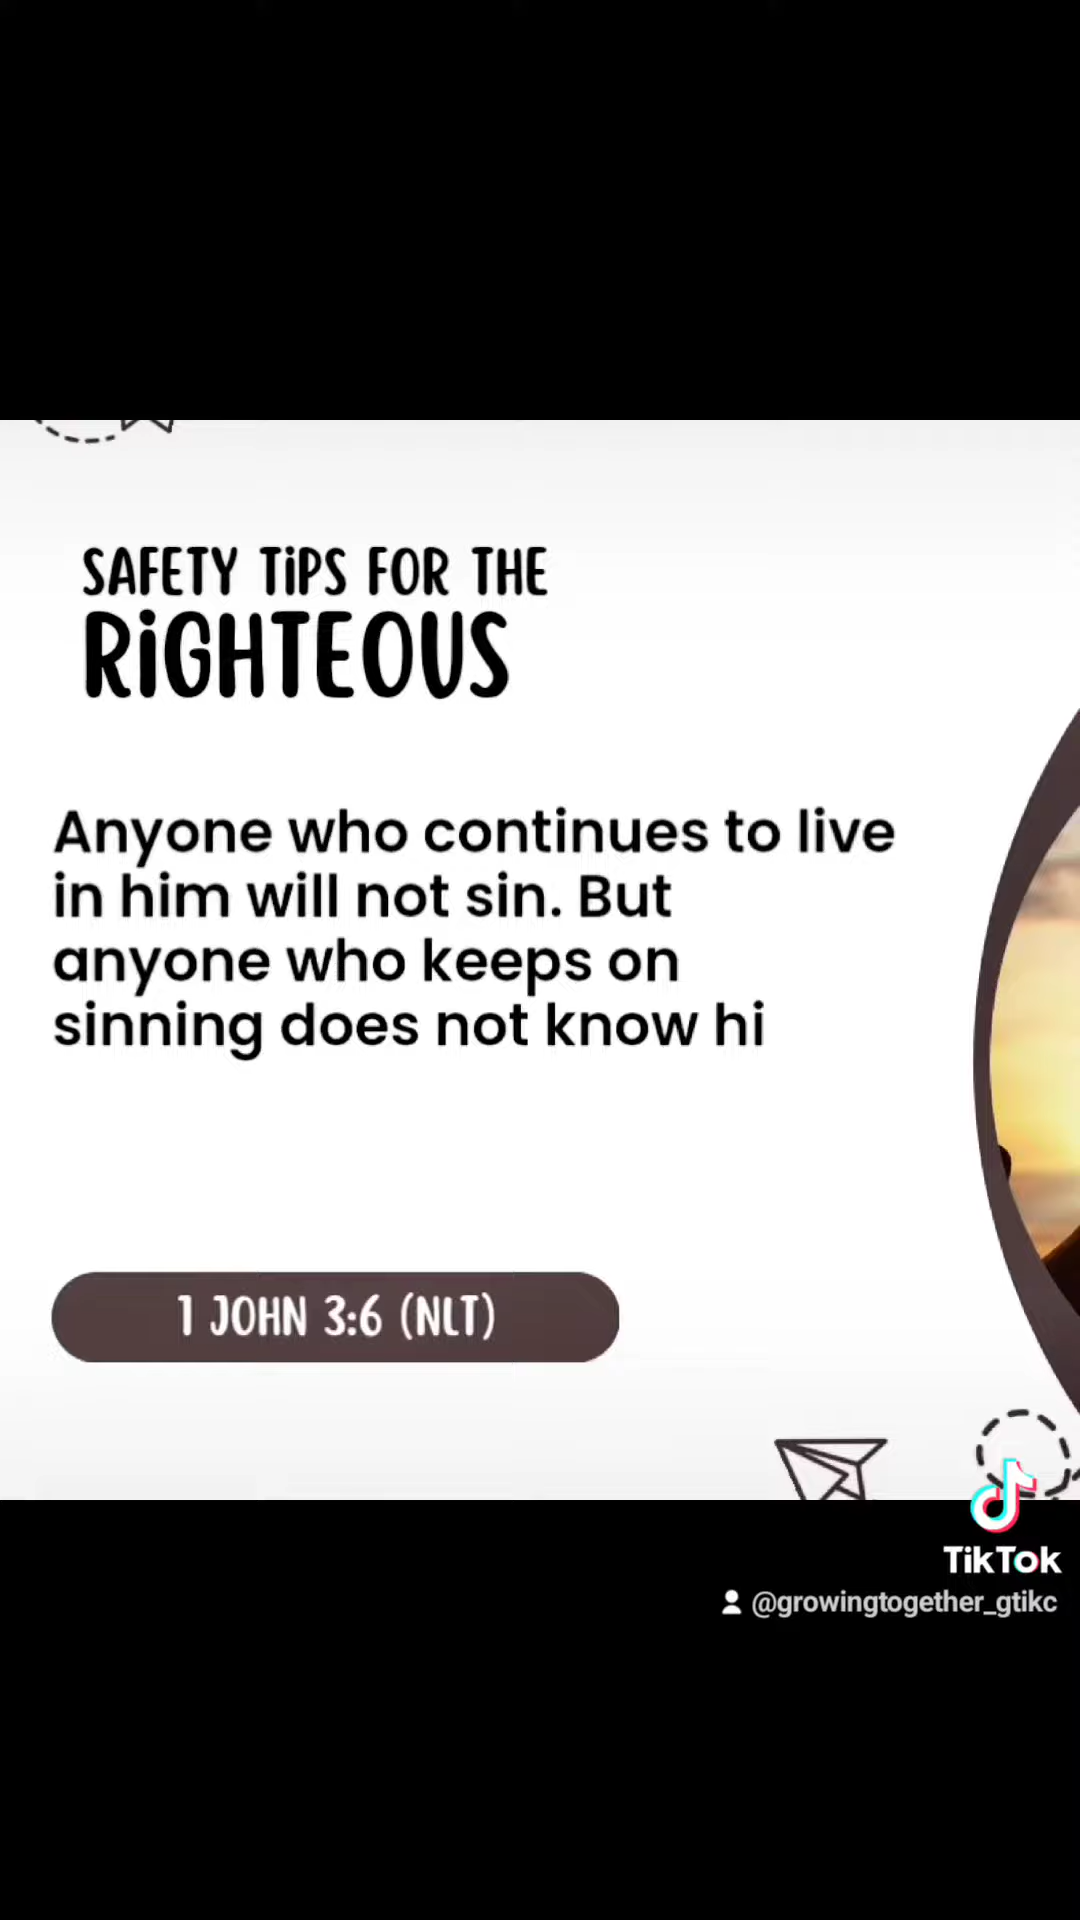 SAFETY TiPS FOR THE
RiGHTEOUS
Anyone who continues to live
in him will not sin. But
anyone who keeps on
sinning does not know hi
1 JOHN 3:6 (NLT)
TikTok
@growingtogether_gtikc